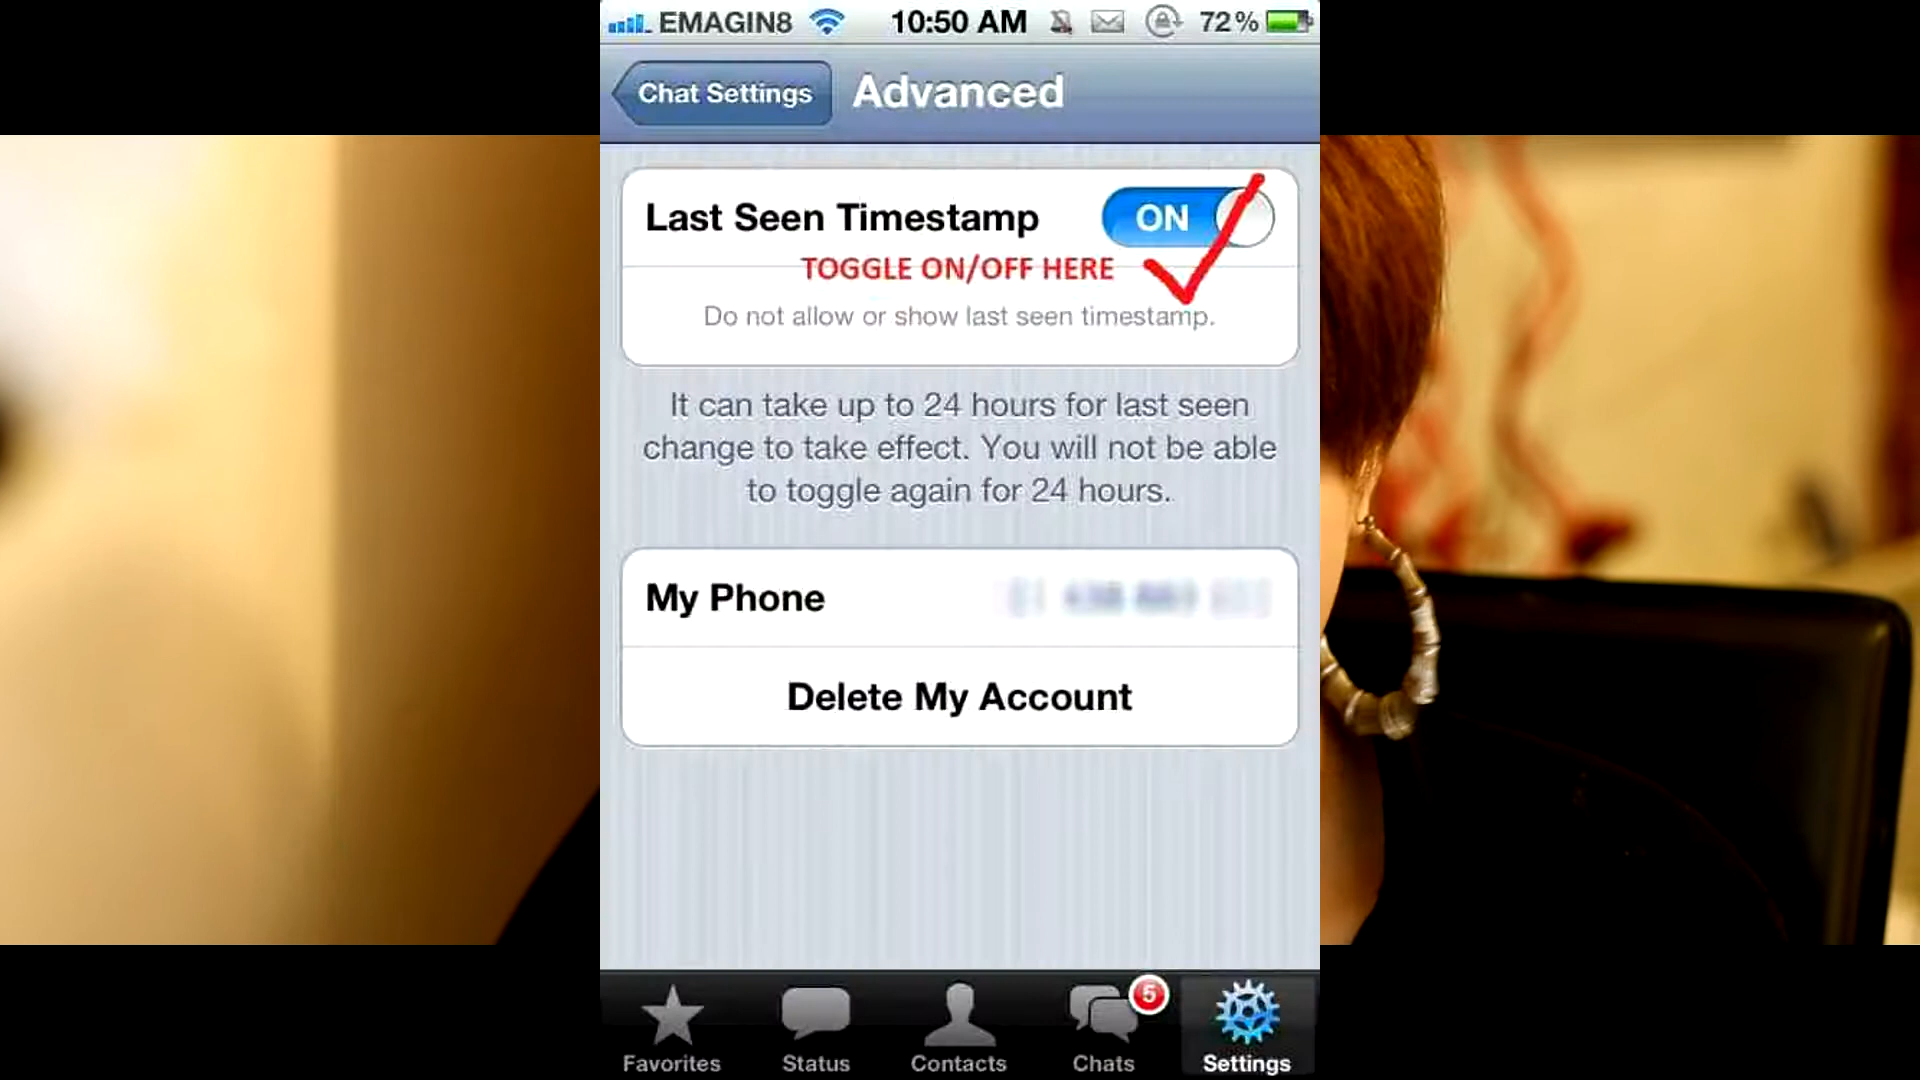 EMAGIN8 10:50 AM 72%
Chat Settings Advanced
Last Seen Timestamp ON
TOGGLE ON/OFF HERE
Do not allow or show last seen timestamp.
It can take up to 24 hours for last seen
change to take effect. You will not be able
to toggle again for 24 hours.
My Phone
Delete My Account
5
Favorites Status Contacts Chats Settings